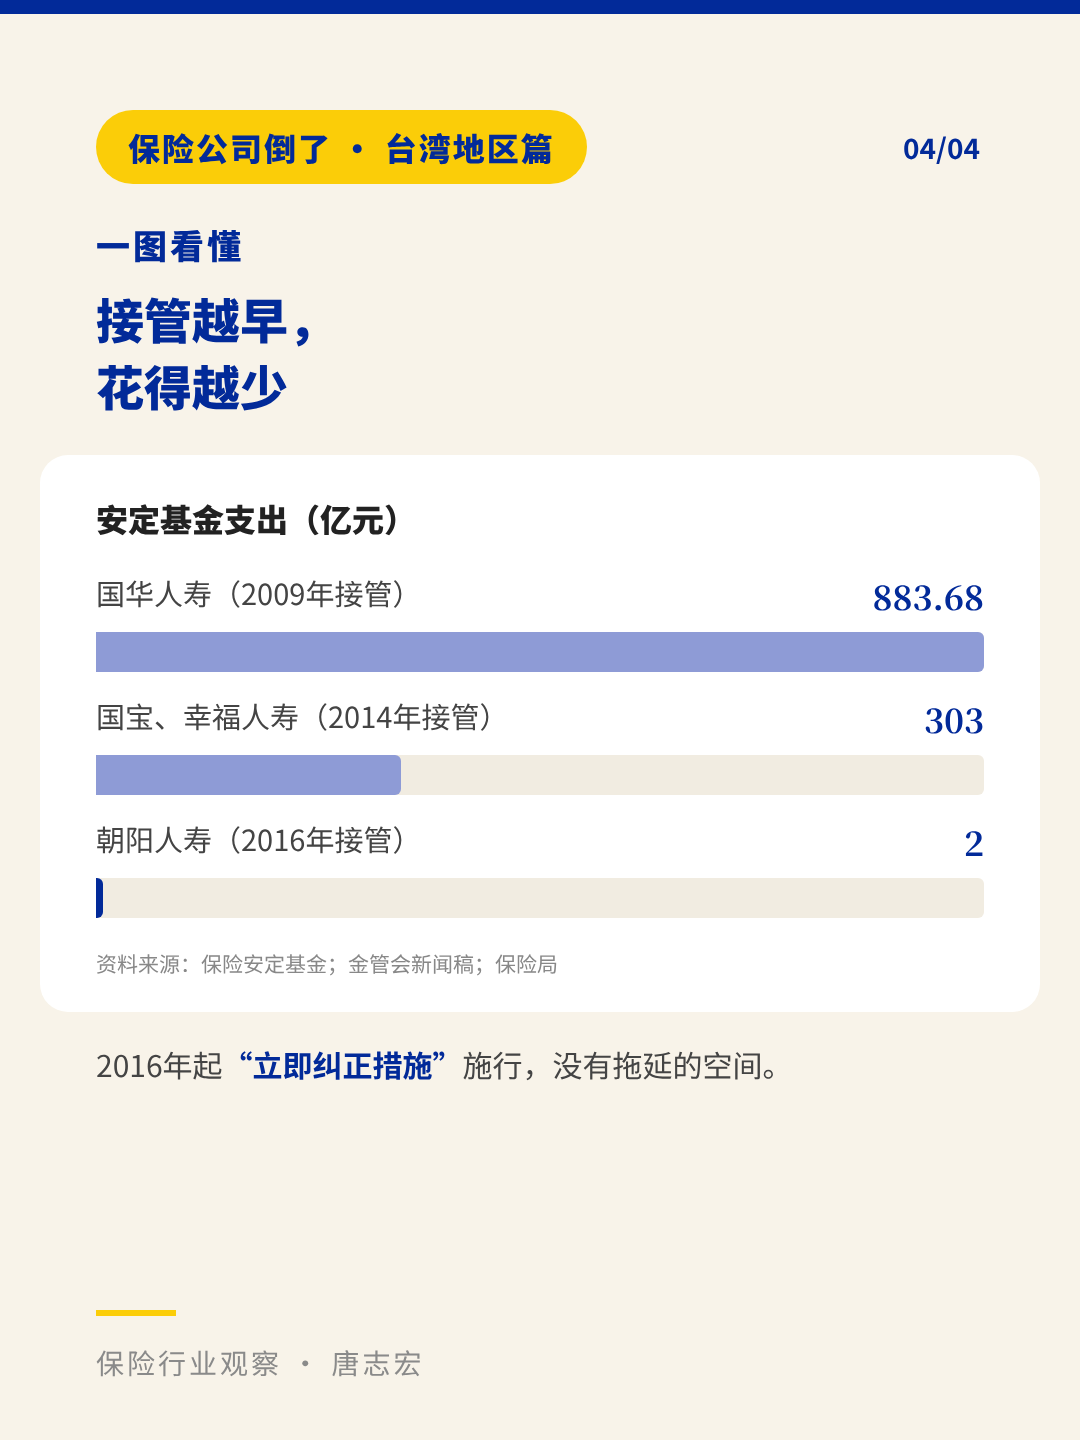 保险公司倒了 · 台湾地区篇
04/04
一图看懂
接管越早，
花得越少
安定基金支出（亿元）
国华人寿（2009年接管）
883.68
国宝、幸福人寿（2014年接管）
303
朝阳人寿（2016年接管）
2
资料来源：保险安定基金；金管会新闻稿；保险局
2016年起“立即纠正措施”施行，没有拖延的空间。
保险行业观察 · 唐志宏